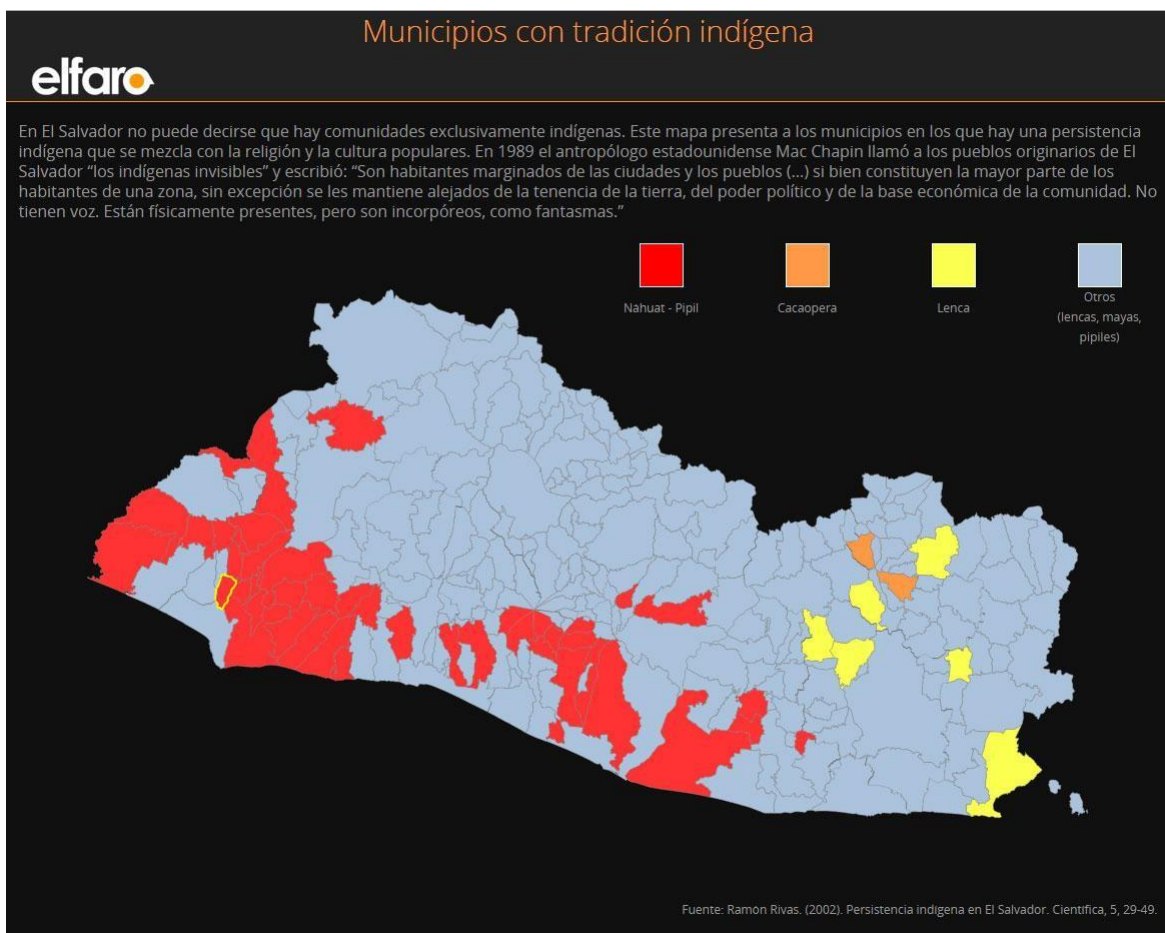 Municipios con tradición indígena
elfaro
En El Salvador no puede decirse que hay comunidades exclusivamente indígenas. Este mapa presenta a los municipios en los que hay una persistencia
indígena que se mezcla con la religión y la cultura populares. En 1989 el antropólogo estadounidense Mac Chapin llamó a los pueblos originarios de El
Salvador “los indígenas invisibles” y escribió: “Son habitantes marginados de las ciudades y los pueblos (...) si bien constituyen la mayor parte de los
habitantes de una zona, sin excepción se les mantiene alejados de la tenencia de la tierra, del poder político y de la base económica de la comunidad. No
tienen voz. Están físicamente presentes, pero son incorpóreos, como fantasmas.”
Nahuat - Pipil
Cacaopera
Lenca
Otros
(lencas, mayas,
pipiles)
Fuente: Ramón Rivas. (2002). Persistencia indígena en El Salvador. Científica, 5, 29-49.